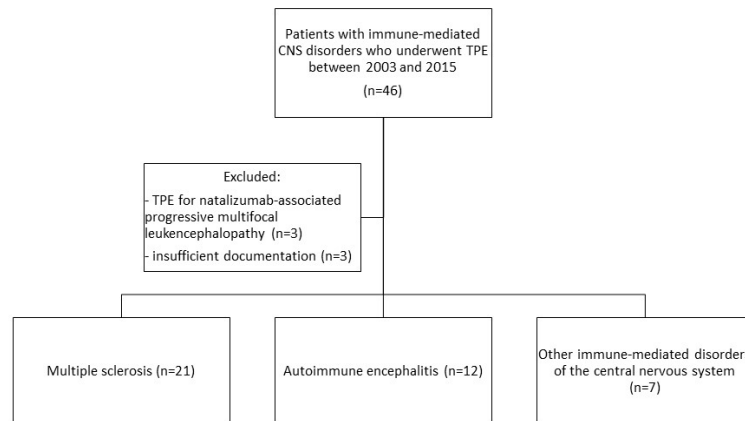 Patients with immune-mediated
CNS disorders who underwent TPE
between 2003 and 2015
(n=46)
Excluded:
- TPE for natalizumab-associated
progressive multifocal
leukencephalopathy (n=3)
- insufficient documentation (n=3)
Multiple sclerosis (n=21)
Autoimmune encephalitis (n=12)
Other immune-mediated disorder
of the central nervous system
(n=7)